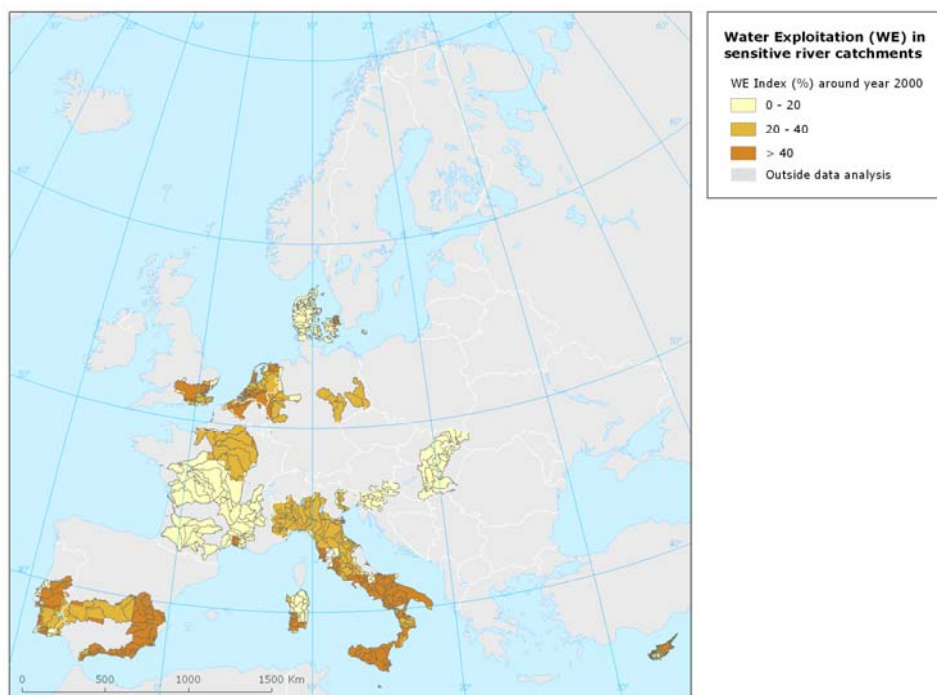 Water Exploitation (WE) in
sensitive river catchments
WE Index (%) around year 2000
0 - 20
20 - 40
> 40
Outside data analysis
0 500 1000 1500 Km